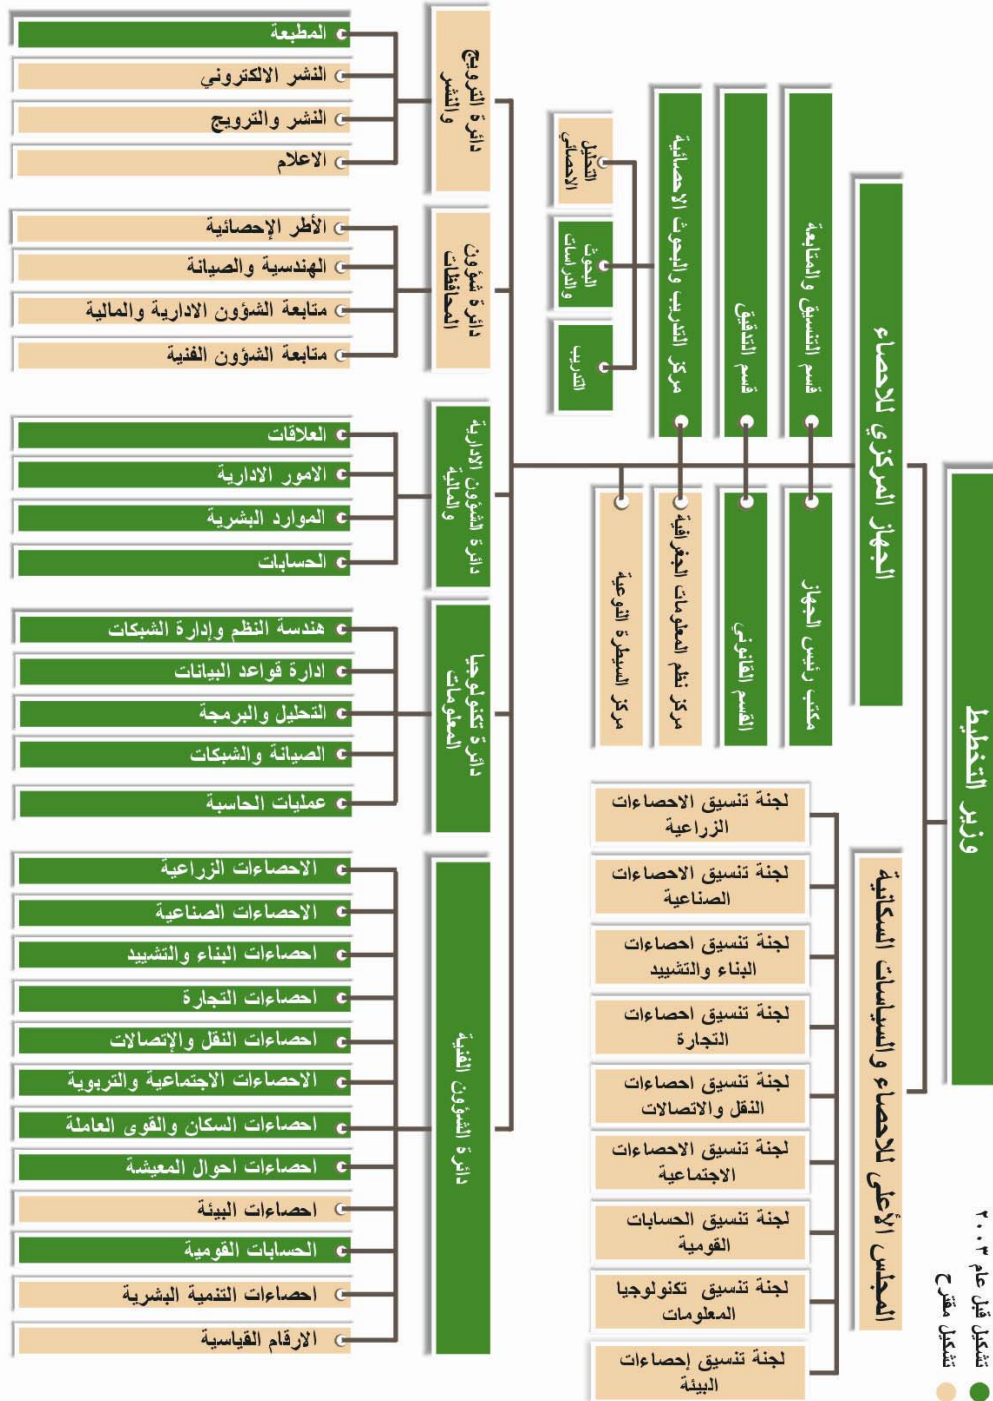 وزير التخطيط
تشكيل قبل عام ٢٠٠٣
تشكيل مقترح
الجهاز المركزي للاحصاء
المجلس الأعلى للاحصاء والسياسات السكانية
قسم التنسيق والمتابعة
مكتب رئيس الجهاز
قسم التدقيق
القسم القانوني
مركز التدريب والبحوث الاحصائية
مركز نظم المعلومات الجغرافية
مركز السيطرة النوعية
التحليل
الاحصائي
البحوث
والدراسات
التدريب
لجنة تنسيق الاحصاءات
الزراعية
لجنة تنسيق الاحصاءات
الصناعية
لجنة تنسيق احصاءات
البناء والتشييد
لجنة تنسيق احصاءات
التجارة
لجنة تنسيق احصاءات
النقل والاتصالات
لجنة تنسيق الاحصاءات
الاجتماعية
لجنة تنسيق الحسابات
القومية
لجنة تنسيق تكنولوجيا
المعلومات
لجنة تنسيق إحصاءات
البيئة
دائرة الترويج
والنشر
المطبعة
النشر الالكتروني
النشر والترويج
الاعلام
دائرة شؤون
المحافظات
الأطر الإحصائية
الهندسية والصيانة
متابعة الشؤون الادارية والمالية
متابعة الشؤون الفنية
دائرة الشؤون الادارية
والمالية
العلاقات
الامور الادارية
الموارد البشرية
الحسابات
دائرة تكنولوجيا
المعلومات
هندسة النظم وإدارة الشبكات
ادارة قواعد البيانات
التحليل والبرمجة
الصيانة والشبكات
عمليات الحاسبة
دائرة الشؤون الفنية
الاحصاءات الزراعية
الاحصاءات الصناعية
احصاءات البناء والتشييد
احصاءات التجارة
احصاءات النقل والإتصالات
الاحصاءات الاجتماعية والتربوية
احصاءات السكان والقوى العاملة
احصاءات احوال المعيشة
احصاءات البيئة
الحسابات القومية
احصاءات التنمية البشرية
الارقام القياسية